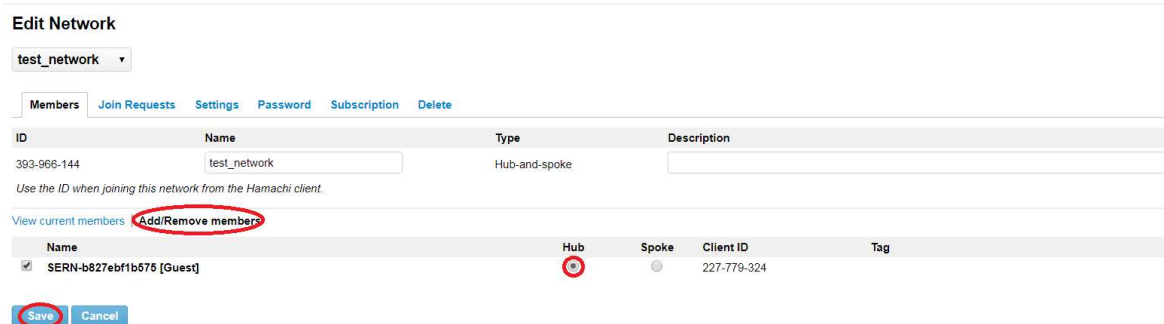 Edit Network
test_network
Members Join Requests Settings Password Subscription Delete
ID Name Type Description
393-966-144 test_network Hub-and-spoke
Use the ID when joining this network from the Hamachi client.
View current members | Add/Remove members
Name Hub Spoke Client ID Tag
SERN-b827ebf1b575 [Guest] 227-779-324
Save Cancel